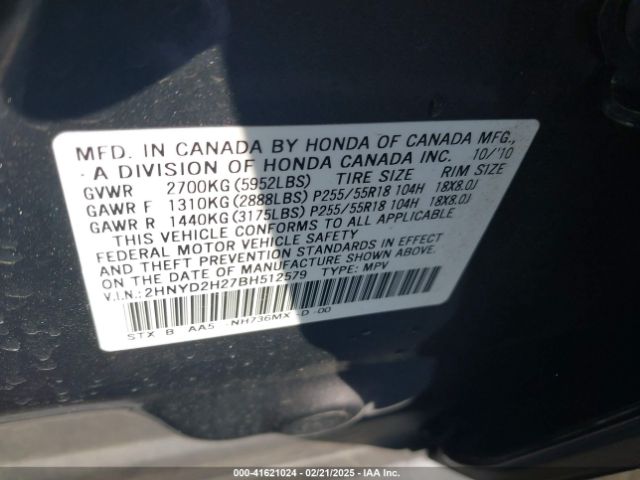 MFD. IN CANADA BY HONDA OF CANADA MFG.,
A DIVISION OF HONDA CANADA INC. 10/'10
GVWR 2700KG(5952LBS) TIRE SIZE RIM SIZE
GAWR F 1310KG(2888LBS) P255/55R18 104H 18X8.0J
GAWR R 1440KG(3175LBS) P255/55R18 104H 18X8.0J
THIS VEHICLE CONFORMS TO ALL APPLICABLE
FEDERAL MOTOR VEHICLE SAFETY
AND THEFT PREVENTION STANDARDS IN EFFECT
ON THE DATE OF MANUFACTURE SHOWN ABOVE.
V.I.N.: 2HNYD2H27BH512579 TYPE: MPV
STX B AA5 NH736MX -D -00
000-41621024 - 02/21/2025 - IAA Inc.